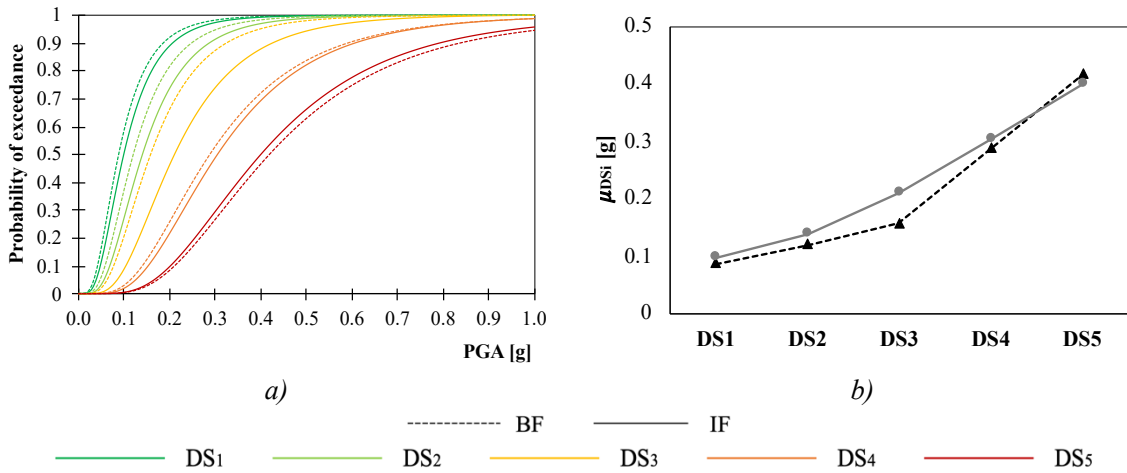 Probability of exceedance
1
0.9
0.8
0.7
0.6
0.5
0.4
0.3
0.2
0.1
0
0.0 0.1 0.2 0.3 0.4 0.5 0.6 0.7 0.8 0.9 1.0
PGA [g]
a)
μDSi [g]
0.5
0.4
0.3
0.2
0.1
0
DS1 DS2 DS3 DS4 DS5
b)
BF IF
DS1 DS2 DS3 DS4 DS5